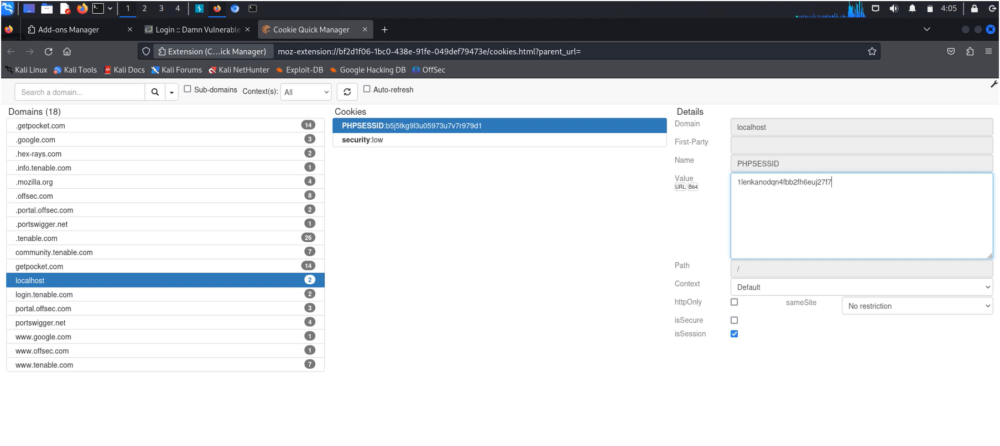 1 2 3 4 4:05
Add-ons Manager Login :: Damn Vulnerable Cookie Quick Manager
Extension (C...ick Manager) moz-extension://bf2d1f06-1bc0-438e-91fe-049def79473e/cookies.html?parent_url=
Kali Linux Kali Tools Kali Docs Kali Forums Kali NetHunter Exploit-DB Google Hacking DB OffSec
Search a domain... Sub-domains Context(s): All Auto-refresh
Domains (18)
.getpocket.com 14
.google.com 3
.hex-rays.com 2
.info.tenable.com 1
.mozilla.org 4
.offsec.com 8
.portal.offsec.com 2
.portswigger.net 1
.tenable.com 26
community.tenable.com 7
getpocket.com 14
localhost 2
login.tenable.com 2
portal.offsec.com 3
portswigger.net 4
www.google.com 1
www.offsec.com 1
www.tenable.com 7
Cookies
PHPSESSID:b5j5tkg9l3u05973u7v7r979d1
security:low
Details
Domain localhost
First-Party
Name PHPSESSID
Value 1lenkanodqn4fbb2fh6euj27f7
URL B64
Path /
Context Default
httpOnly sameSite No restriction
isSecure
isSession